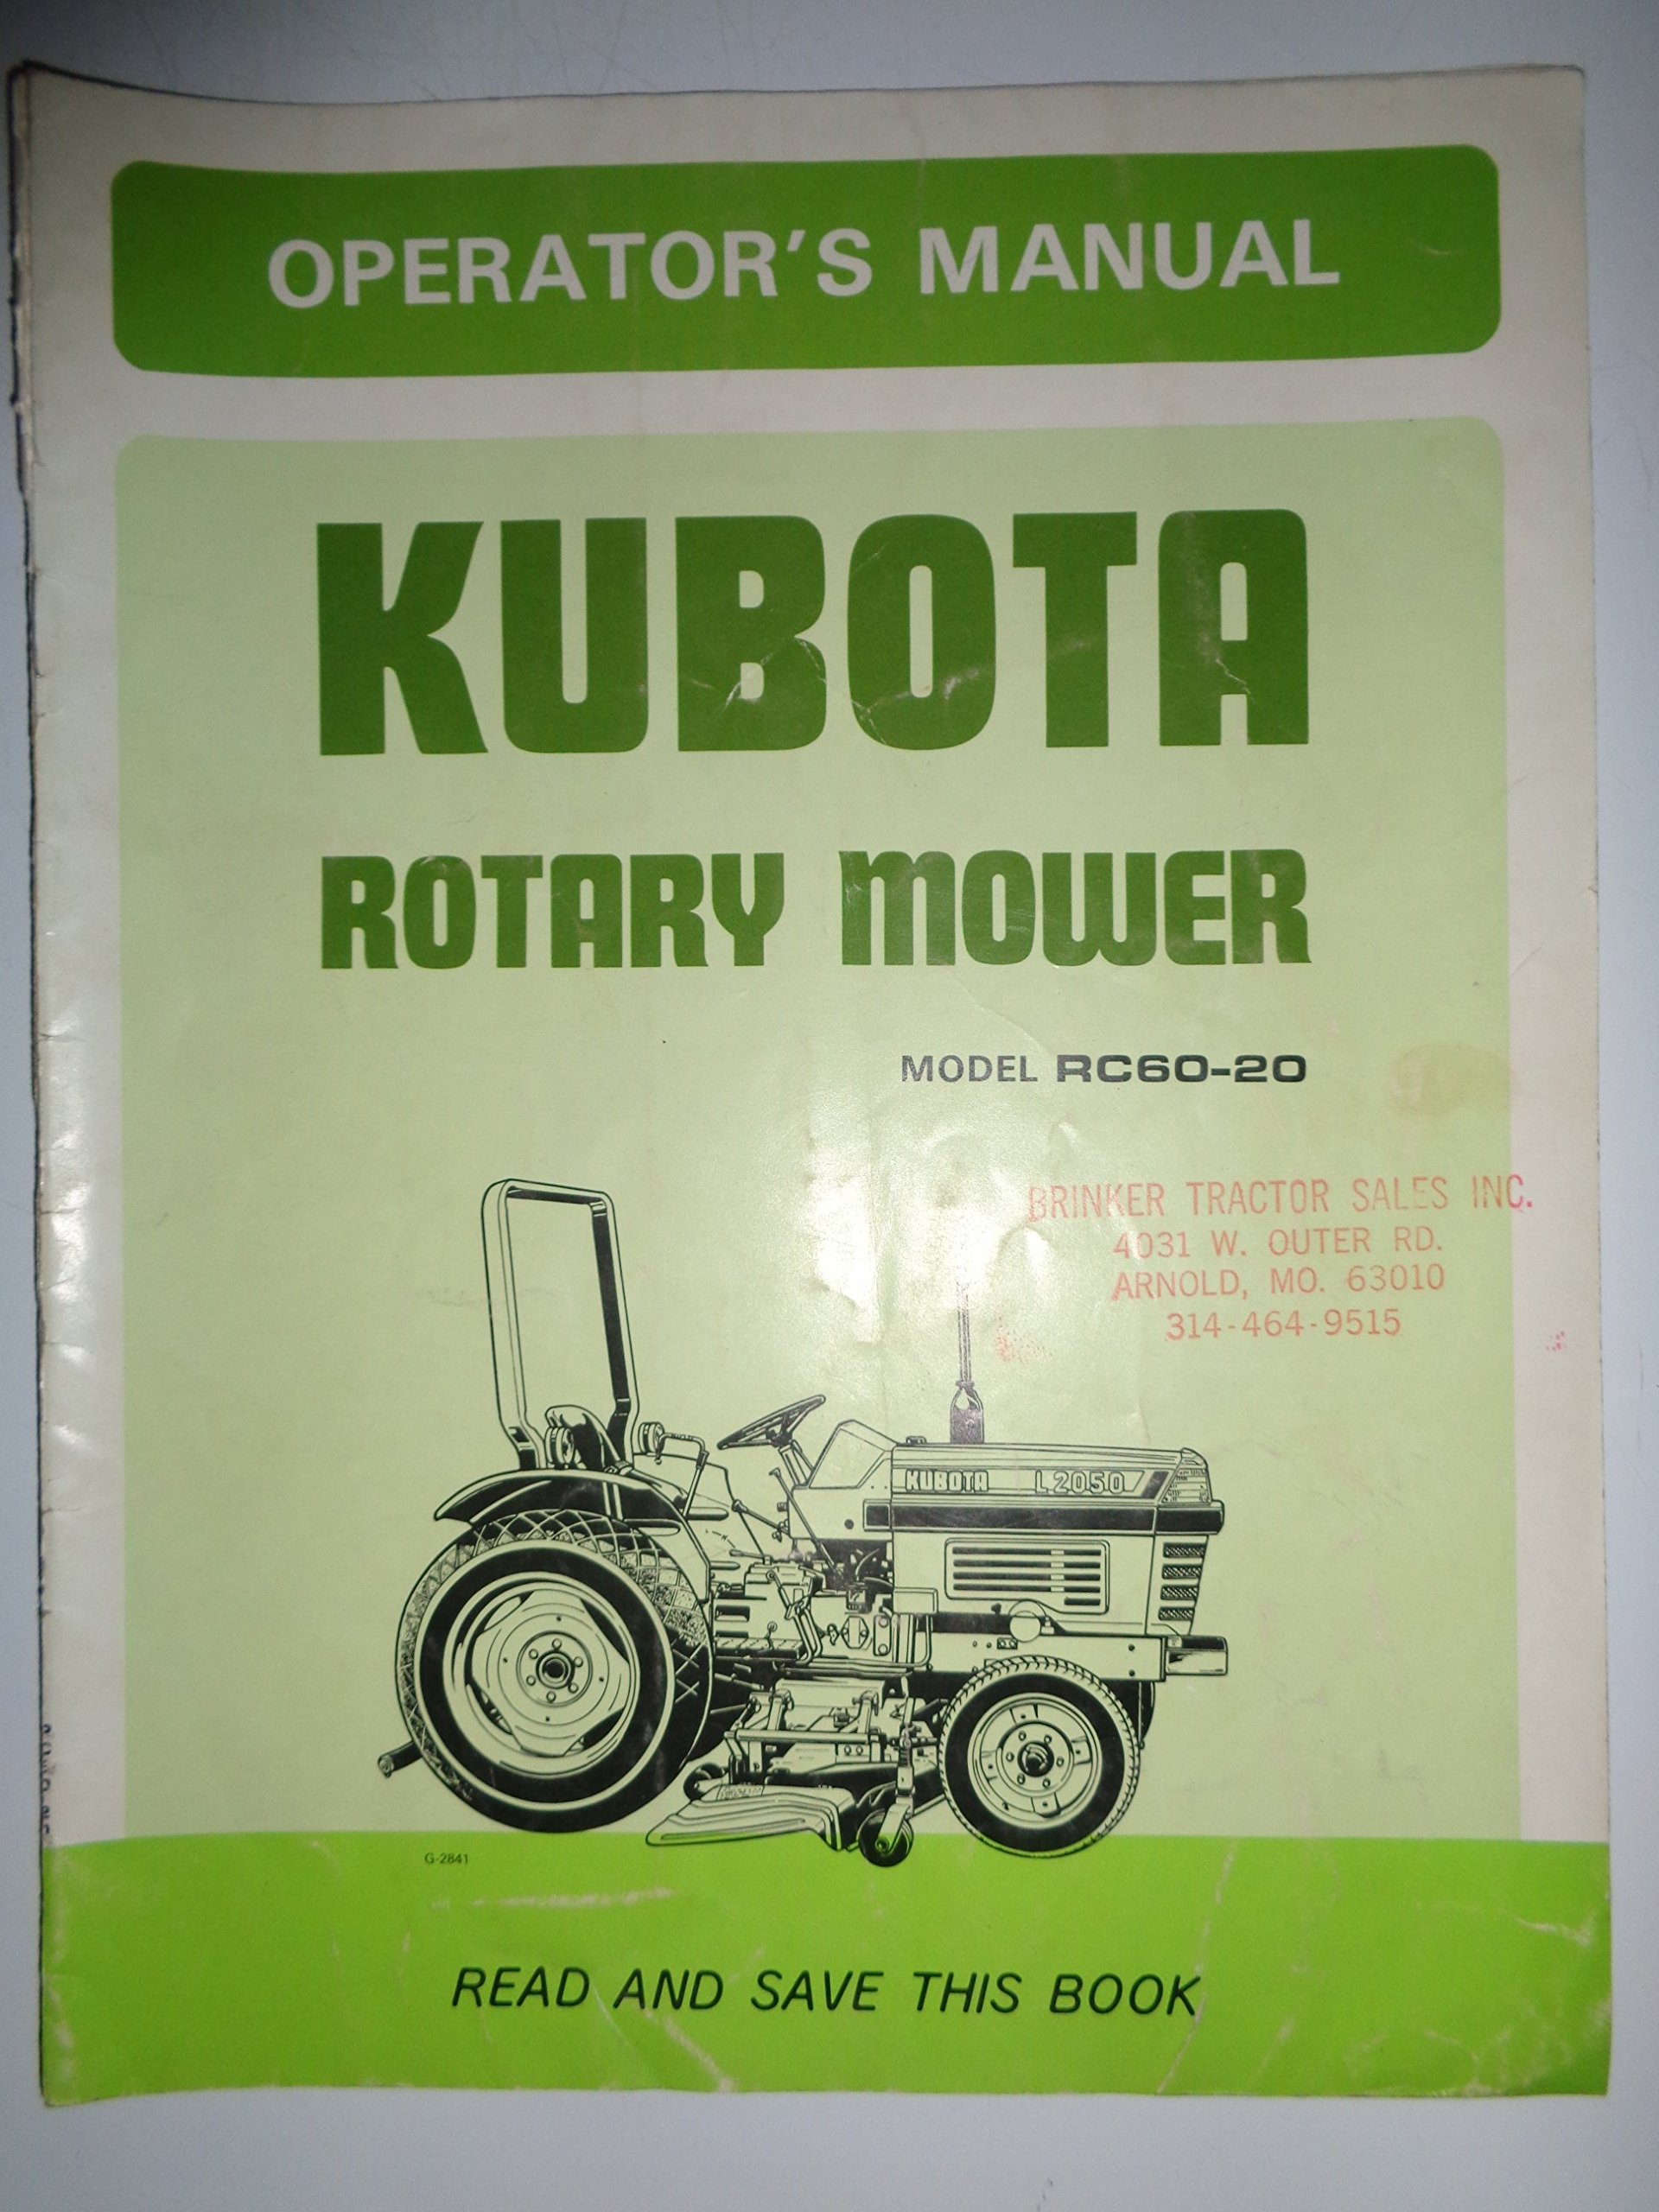 OPERATOR'S MANUAL
KUBOTA
ROTARY MOWER
MODEL RC60-20
BRINKER TRACTOR SALES INC.
4031 W. OUTER RD.
ARNOLD, MO. 63010
314-464-9515
KUBOTA L2050
G-2841
READ AND SAVE THIS BOOK